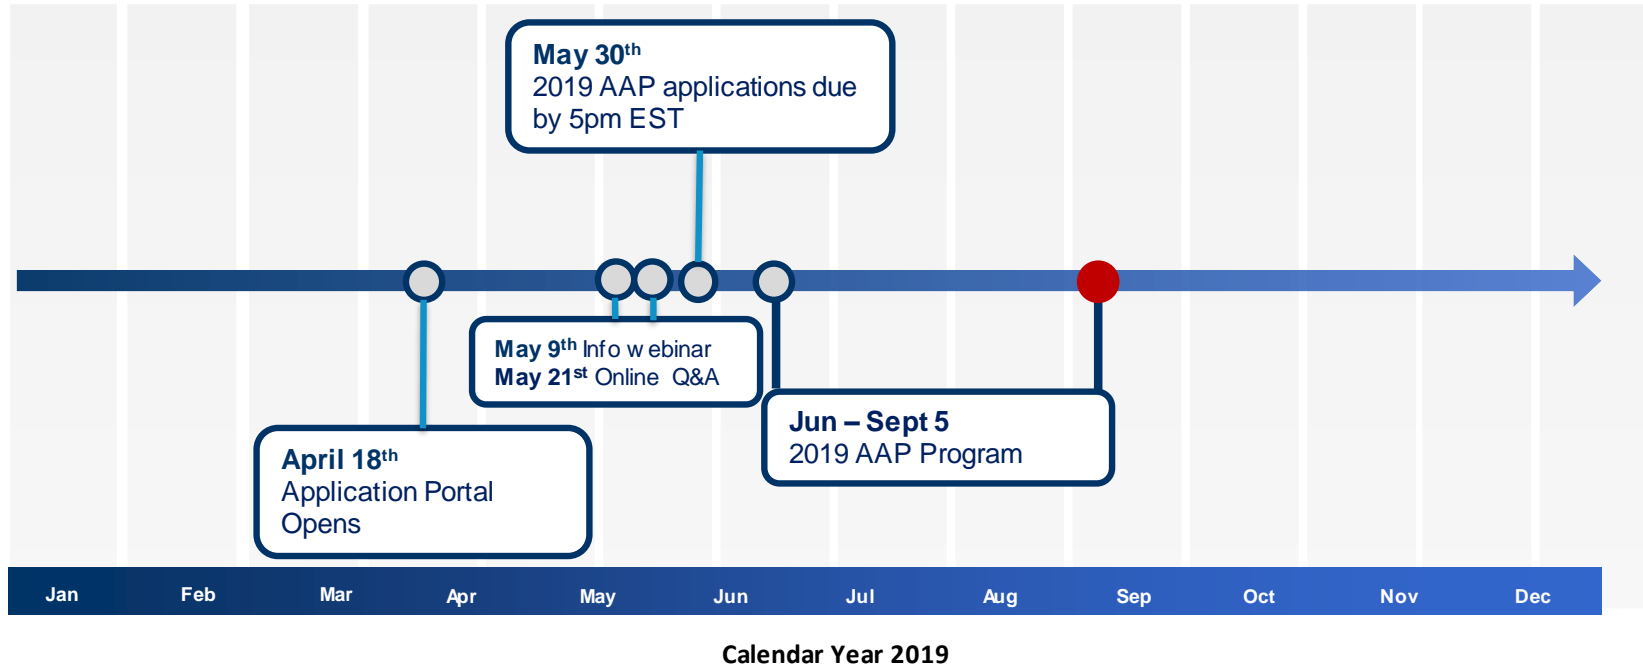 May 30th
2019 AAP applications due
by 5pm EST
May 9th Info webinar
May 21st Online Q&A
Jun – Sept 5
2019 AAP Program
April 18th
Application Portal
Opens
Jan Feb Mar Apr May Jun Jul Aug Sep Oct Nov Dec
Calendar Year 2019